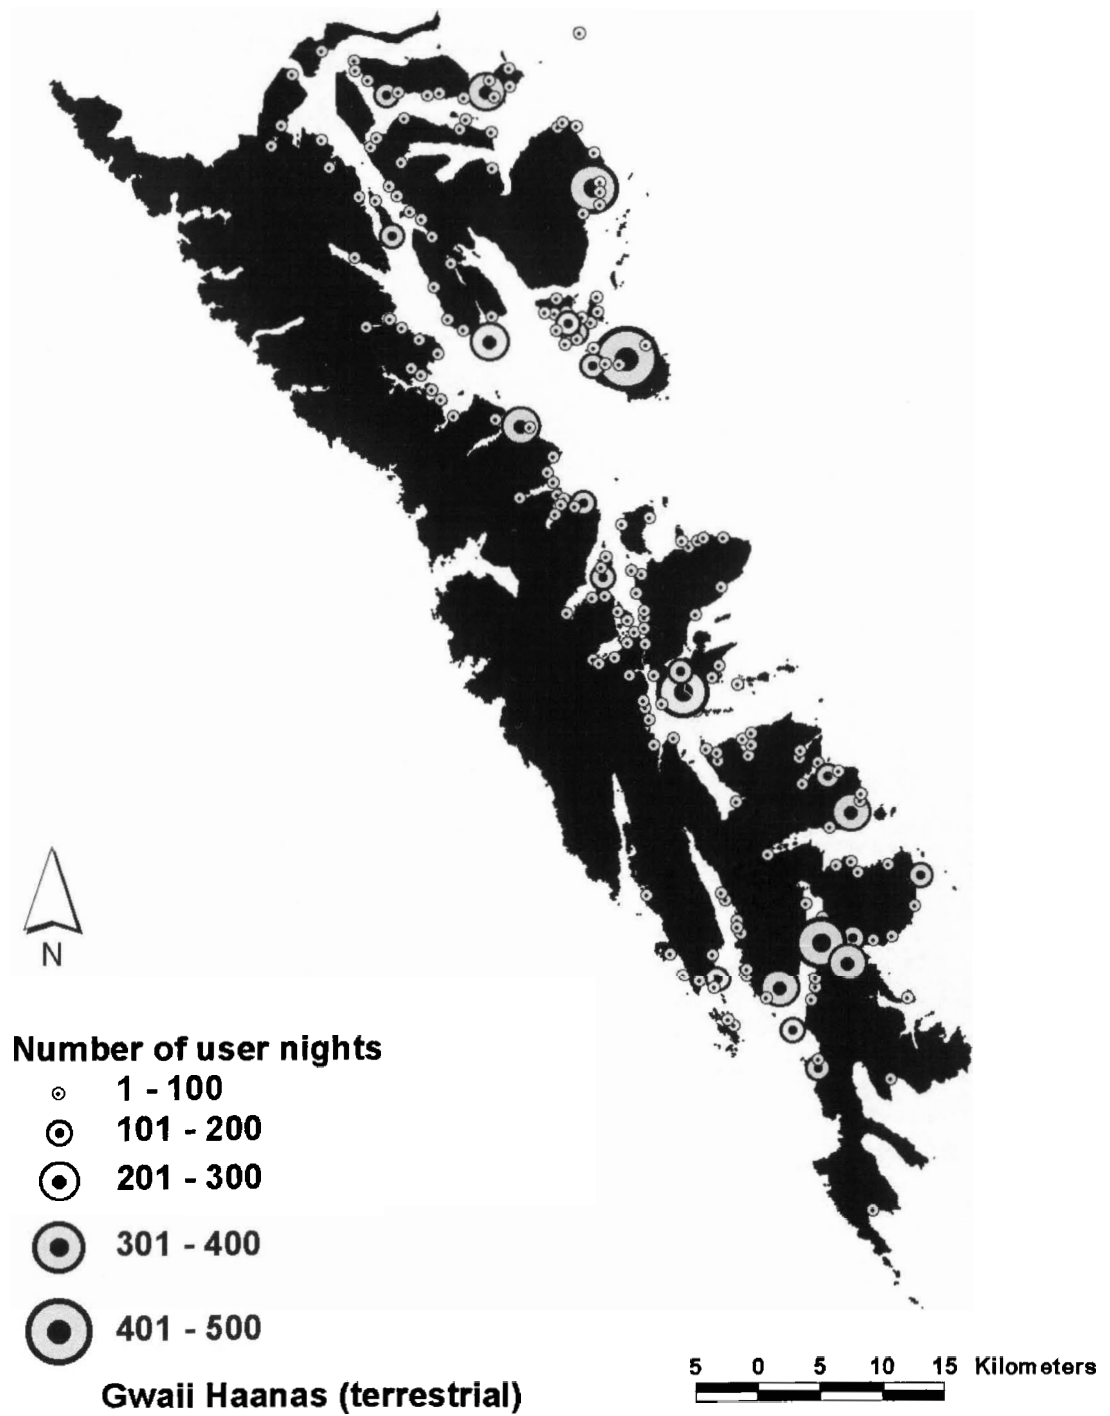 N
Number of user nights
1 - 100
101 - 200
201 - 300
301 - 400
401 - 500
Gwaii Haanas (terrestrial)
5 0 5 10 15 Kilometers